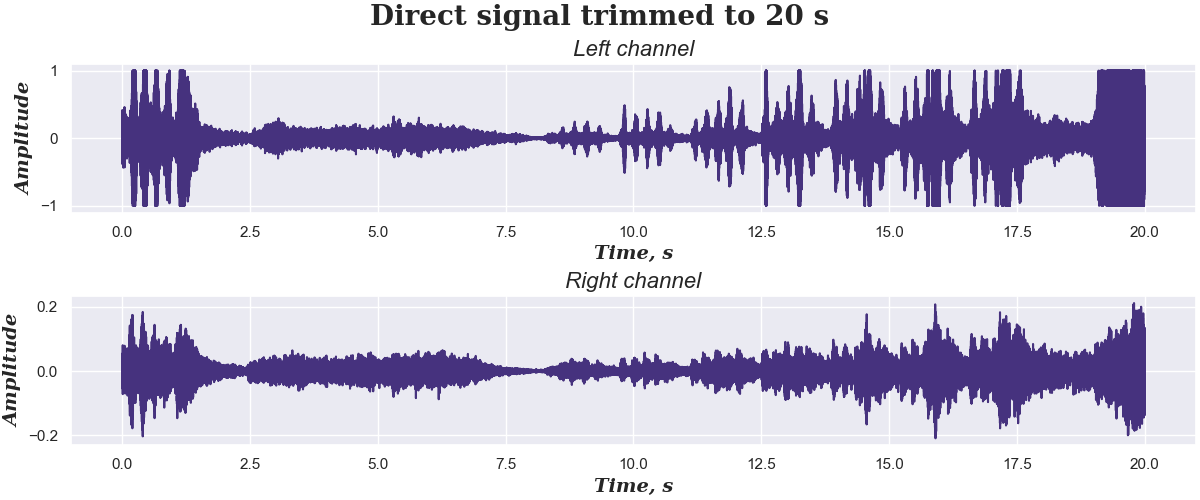 Direct signal trimmed to 20 s
Left channel
Amplitude
1
0
−1
0.0 2.5 5.0 7.5 10.0 12.5 15.0 17.5 20.0
Time, s
Right channel
Amplitude
0.2
0.0
−0.2
0.0 2.5 5.0 7.5 10.0 12.5 15.0 17.5 20.0
Time, s